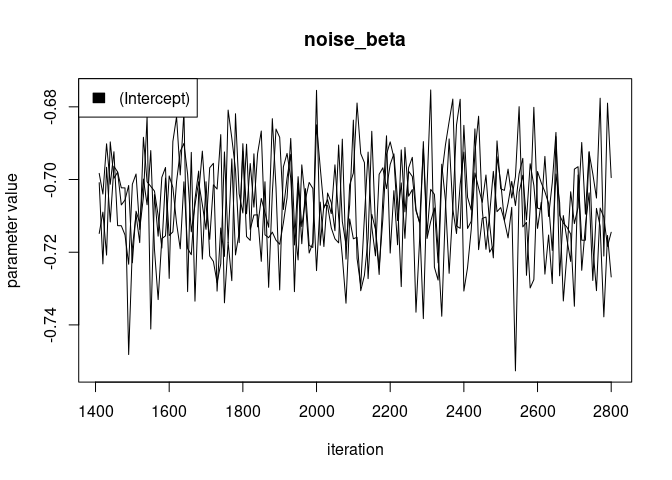 noise_beta
(Intercept)
parameter value
-0.68
-0.70
-0.72
-0.74
1400 1600 1800 2000 2200 2400 2600 2800
iteration